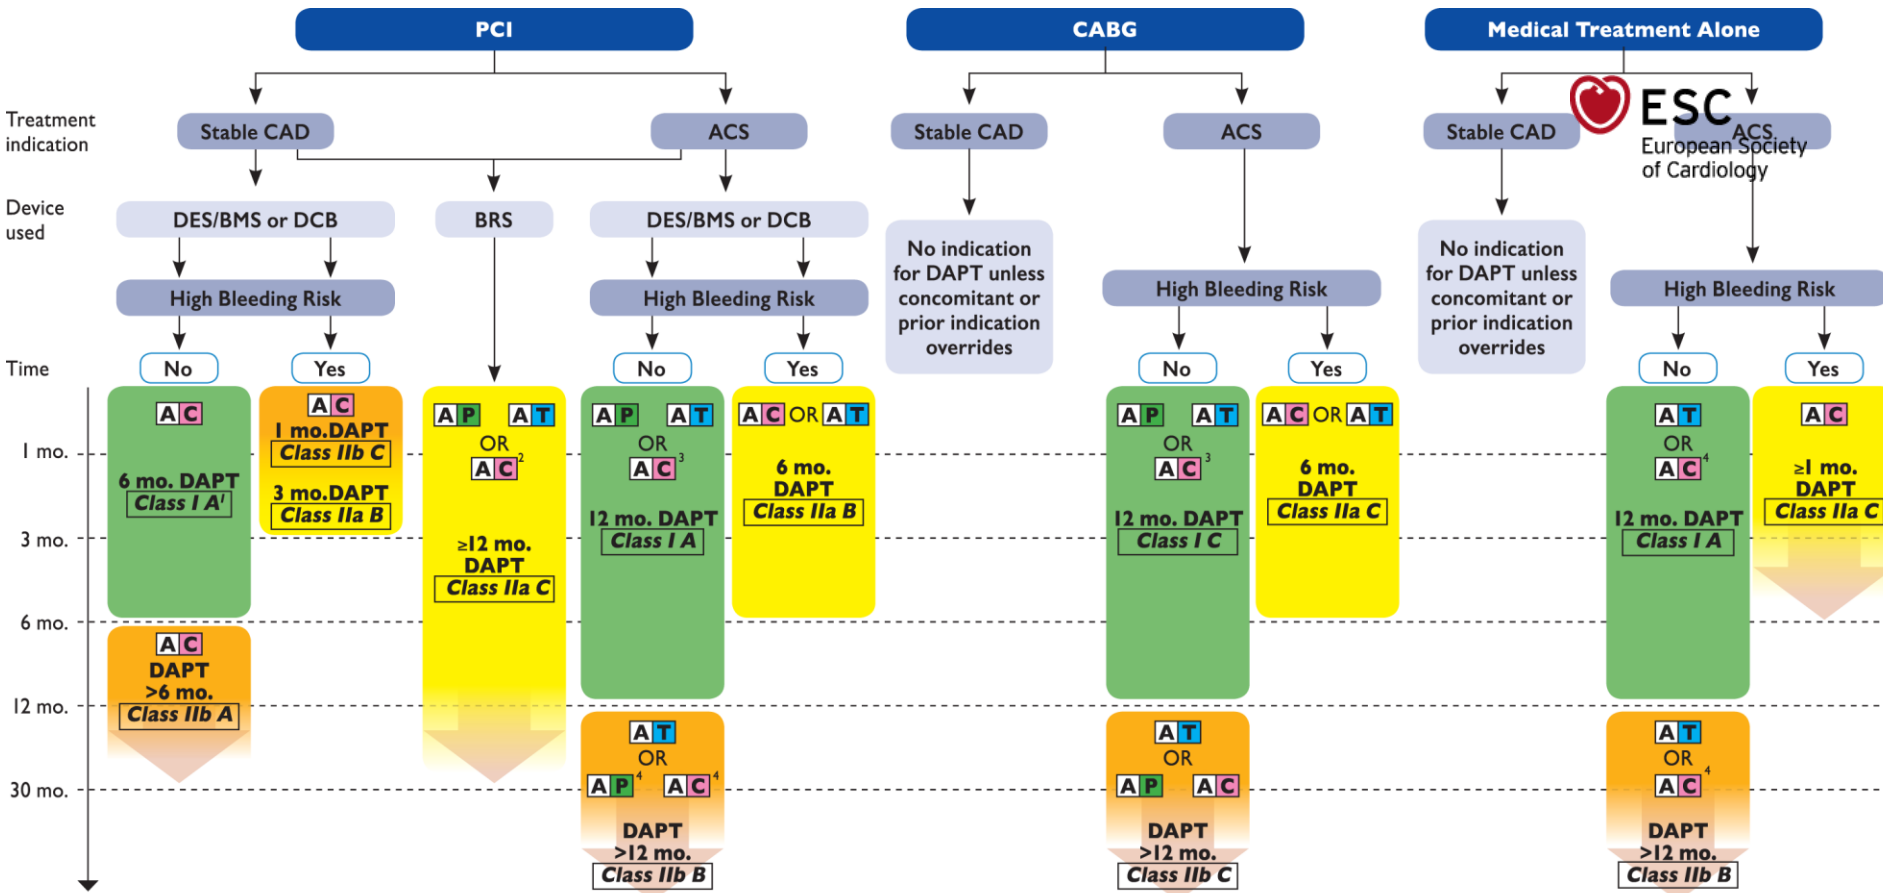 PCI
CABG
Medical Treatment Alone
Treatment
indication
Stable CAD
ACS
Stable CAD
ACS
Stable CAD
ACS
ESC
European Society
of Cardiology
Device
used
DES/BMS or DCB
BRS
DES/BMS or DCB
No indication
for DAPT unless
concomitant or
prior indication
overrides
No indication
for DAPT unless
concomitant or
prior indication
overrides
High Bleeding Risk
High Bleeding Risk
High Bleeding Risk
High Bleeding Risk
Time
No
Yes
No
Yes
No
Yes
No
Yes
1 mo.
3 mo.
6 mo.
12 mo.
30 mo.
A C
6 mo. DAPT
Class I A1
A C
DAPT
>6 mo.
Class IIb A
A C
1 mo.DAPT
Class IIb C
3 mo.DAPT
Class IIa B
A P A T
OR
A C 2
≥12 mo.
DAPT
Class IIa C
A P A T
OR
A C 3
12 mo. DAPT
Class I A
A T
OR
A P 4 A C 4
DAPT
>12 mo.
Class IIb B
A C OR A T
6 mo.
DAPT
Class IIa B
A P A T
OR
A C 3
12 mo. DAPT
Class I C
A T
OR
A P A C
DAPT
>12 mo.
Class IIb C
A C OR A T
6 mo.
DAPT
Class IIa C
A T
OR
A C 4
12 mo. DAPT
Class I A
A T
OR
A C 4
DAPT
>12 mo.
Class IIb B
A C
≥1 mo.
DAPT
Class IIa C